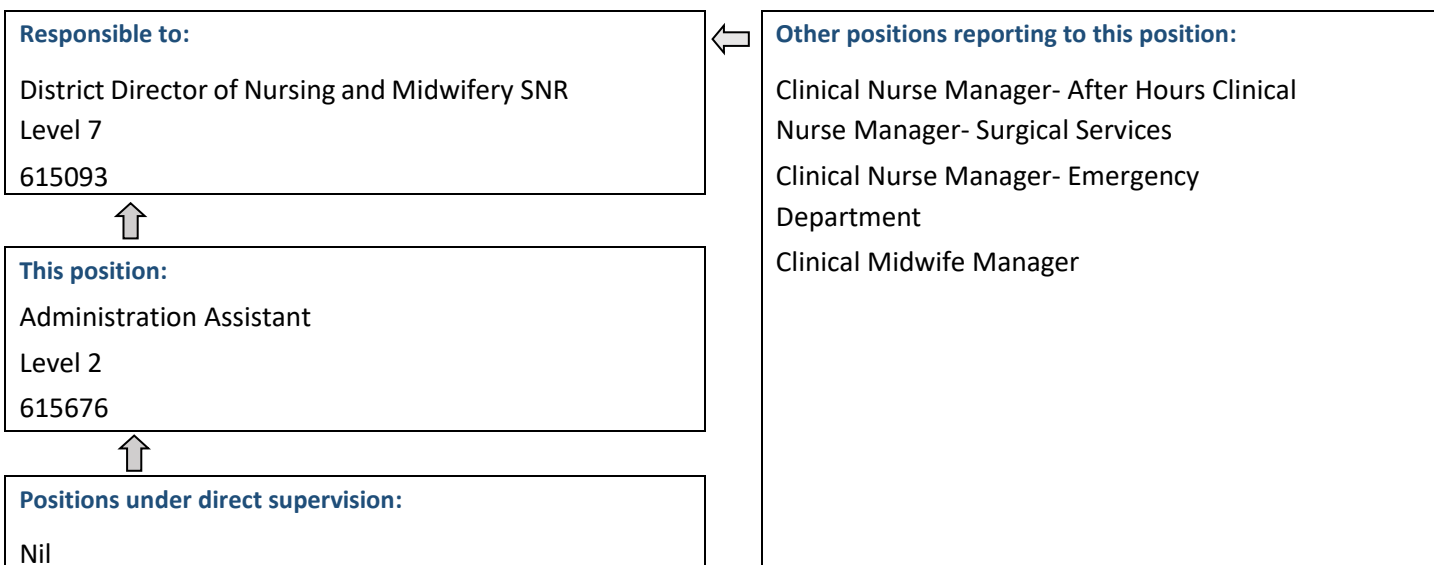 Responsible to:
District Director of Nursing and Midwifery SNR
Level 7
615093
This position:
Administration Assistant
Level 2
615676
Positions under direct supervision:
Nil
Other positions reporting to this position:
Clinical Nurse Manager- After Hours Clinical
Nurse Manager- Surgical Services
Clinical Nurse Manager- Emergency
Department
Clinical Midwife Manager